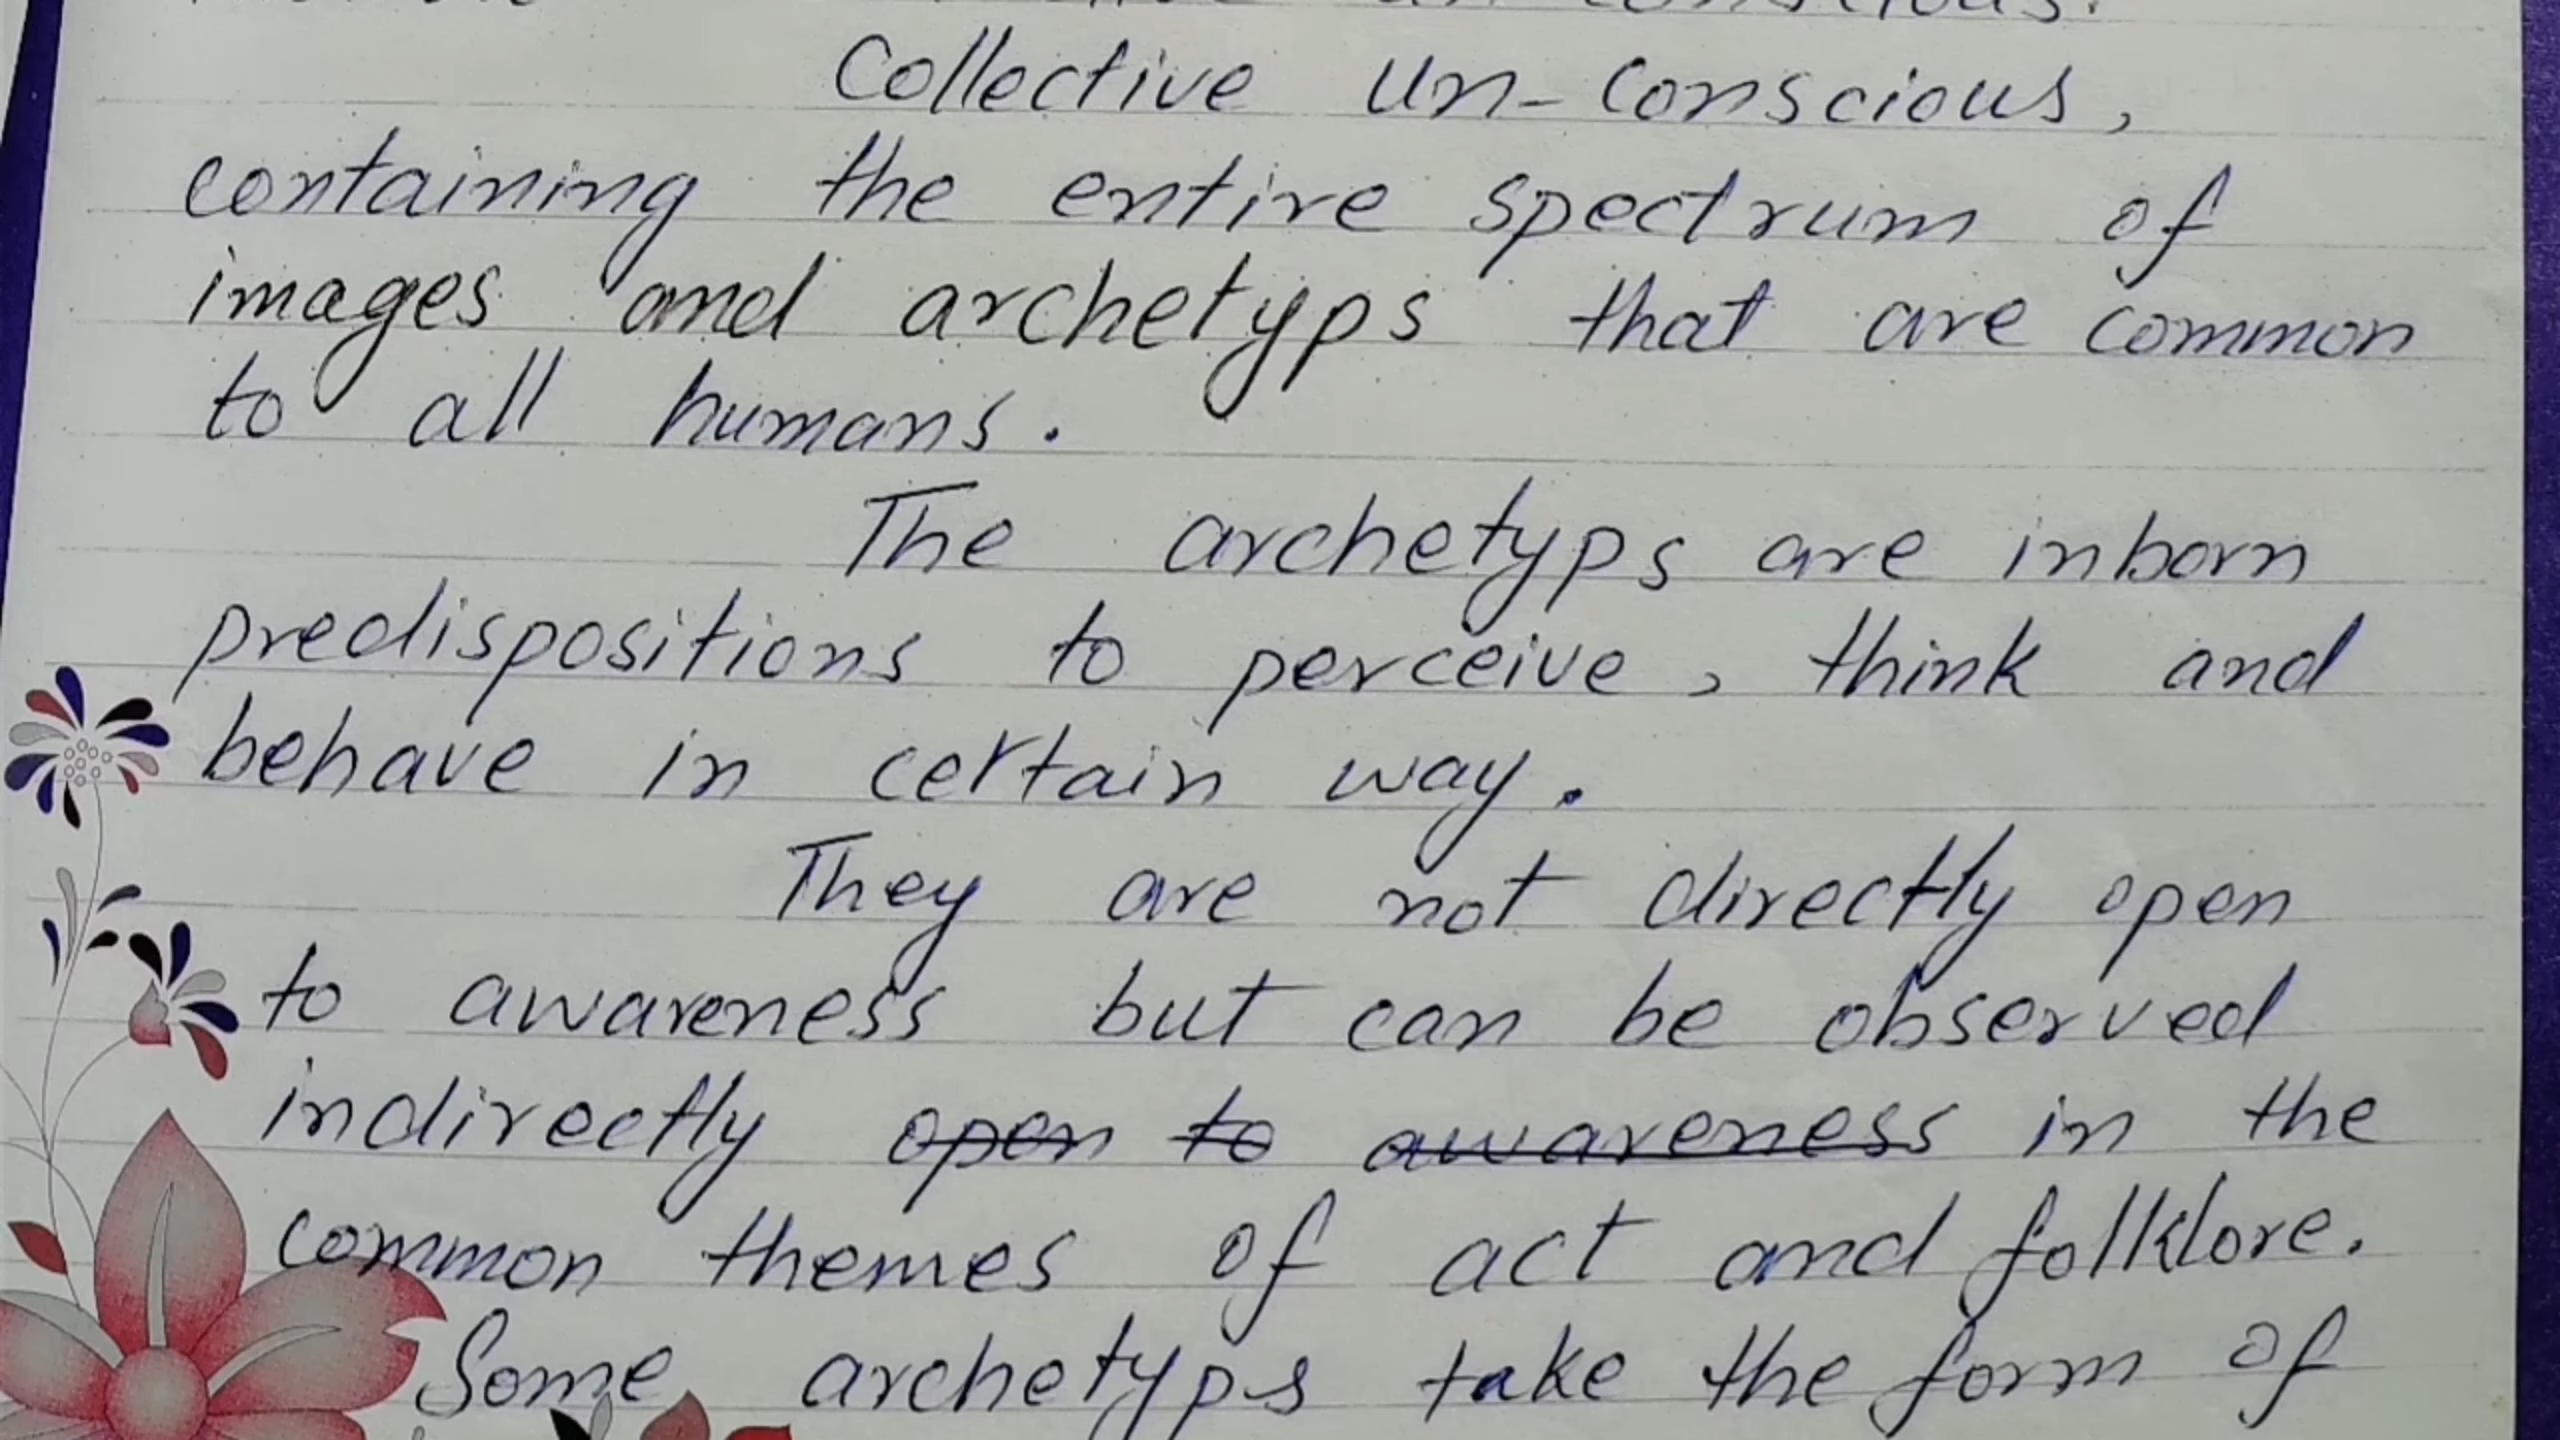 un conscious.
Collective un-conscious,
containing the entire spectrum of
images and archetyps that are common
to all humans.
The archetyps are inborn
predispositions to perceive, think and
behave in certain way.
They are not directly open
to awareness but can be observed
indirectly open to awareness in the
common themes of act and folklore.
Some archetyps take the form of